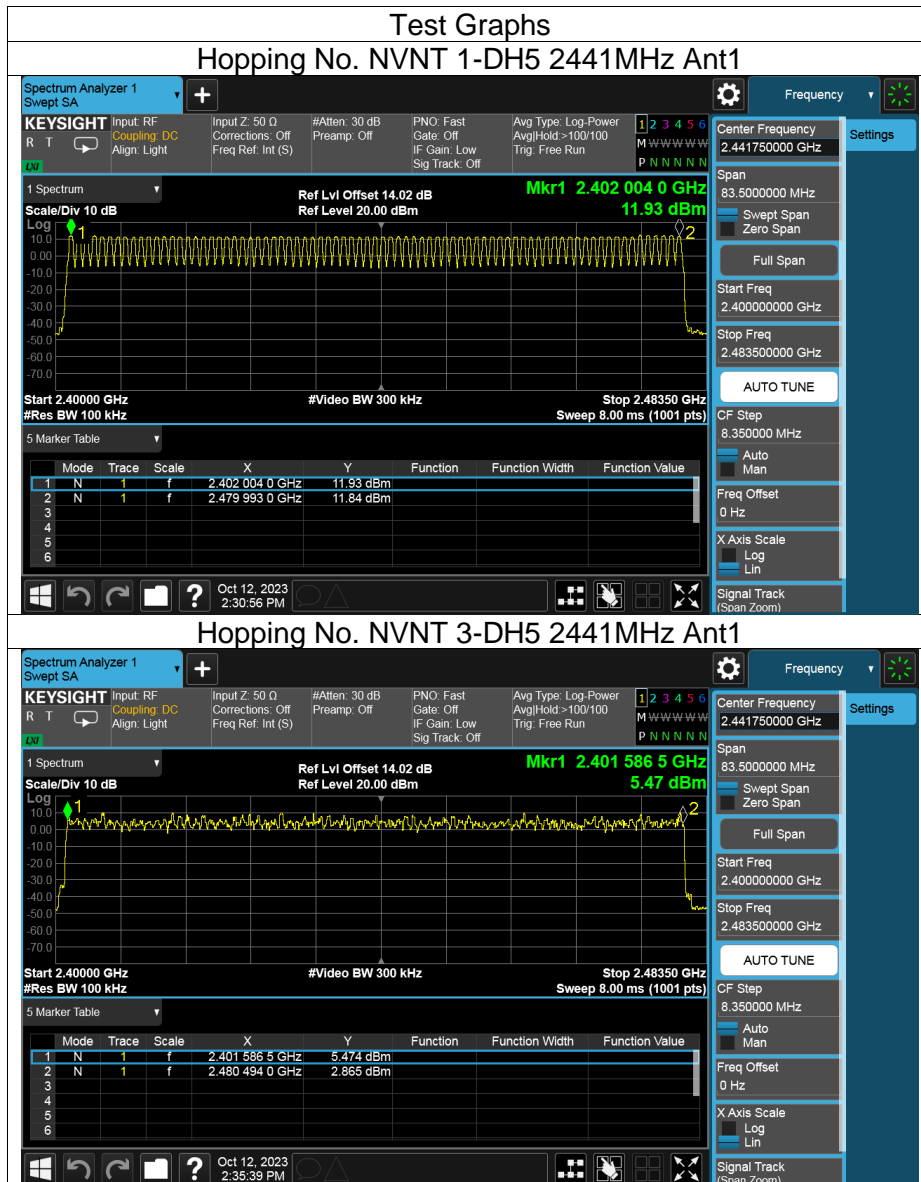 Test Graphs
Hopping No. NVNT 1-DH5 2441MHz Ant1
Spectrum Analyzer 1
Swept SA
+
Frequency
KEYSIGHT
R T
LXI
Input: RF
Coupling: DC
Align: Light
Input Z: 50 Ω
Corrections: Off
Freq Ref: Int (S)
#Atten: 30 dB
Preamp: Off
PNO: Fast
Gate: Off
IF Gain: Low
Sig Track: Off
Avg Type: Log-Power
Avg|Hold:>100/100
Trig: Free Run
1 2 3 4 5 6
M W W W W W
P N N N N N
Center Frequency
2.441750000 GHz
Settings
Span
83.5000000 MHz
Swept Span
Zero Span
Full Span
Start Freq
2.400000000 GHz
Stop Freq
2.483500000 GHz
AUTO TUNE
CF Step
8.350000 MHz
Auto
Man
Freq Offset
0 Hz
X Axis Scale
Log
Lin
Signal Track
(Span Zoom)
1 Spectrum
Scale/Div 10 dB
Ref Lvl Offset 14.02 dB
Ref Level 20.00 dBm
Mkr1 2.402 004 0 GHz
11.93 dBm
Log
10.0
0.00
-10.0
-20.0
-30.0
-40.0
-50.0
-60.0
-70.0
1
2
Start 2.40000 GHz
#Video BW 300 kHz
Stop 2.48350 GHz
#Res BW 100 kHz
Sweep 8.00 ms (1001 pts)
5 Marker Table
Mode Trace Scale X Y Function Function Width Function Value
1 N 1 f 2.402 004 0 GHz 11.93 dBm
2 N 1 f 2.479 993 0 GHz 11.84 dBm
3
4
5
6
?
Oct 12, 2023
2:30:56 PM
Hopping No. NVNT 3-DH5 2441MHz Ant1
Spectrum Analyzer 1
Swept SA
+
Frequency
KEYSIGHT
R T
LXI
Input: RF
Coupling: DC
Align: Light
Input Z: 50 Ω
Corrections: Off
Freq Ref: Int (S)
#Atten: 30 dB
Preamp: Off
PNO: Fast
Gate: Off
IF Gain: Low
Sig Track: Off
Avg Type: Log-Power
Avg|Hold:>100/100
Trig: Free Run
1 2 3 4 5 6
M W W W W W
P N N N N N
Center Frequency
2.441750000 GHz
Settings
Span
83.5000000 MHz
Swept Span
Zero Span
Full Span
Start Freq
2.400000000 GHz
Stop Freq
2.483500000 GHz
AUTO TUNE
CF Step
8.350000 MHz
Auto
Man
Freq Offset
0 Hz
X Axis Scale
Log
Lin
Signal Track
(Span Zoom)
1 Spectrum
Scale/Div 10 dB
Ref Lvl Offset 14.02 dB
Ref Level 20.00 dBm
Mkr1 2.401 586 5 GHz
5.47 dBm
Log
10.0
0.00
-10.0
-20.0
-30.0
-40.0
-50.0
-60.0
-70.0
1
2
Start 2.40000 GHz
#Video BW 300 kHz
Stop 2.48350 GHz
#Res BW 100 kHz
Sweep 8.00 ms (1001 pts)
5 Marker Table
Mode Trace Scale X Y Function Function Width Function Value
1 N 1 f 2.401 586 5 GHz 5.474 dBm
2 N 1 f 2.480 494 0 GHz 2.865 dBm
3
4
5
6
?
Oct 12, 2023
2:35:39 PM